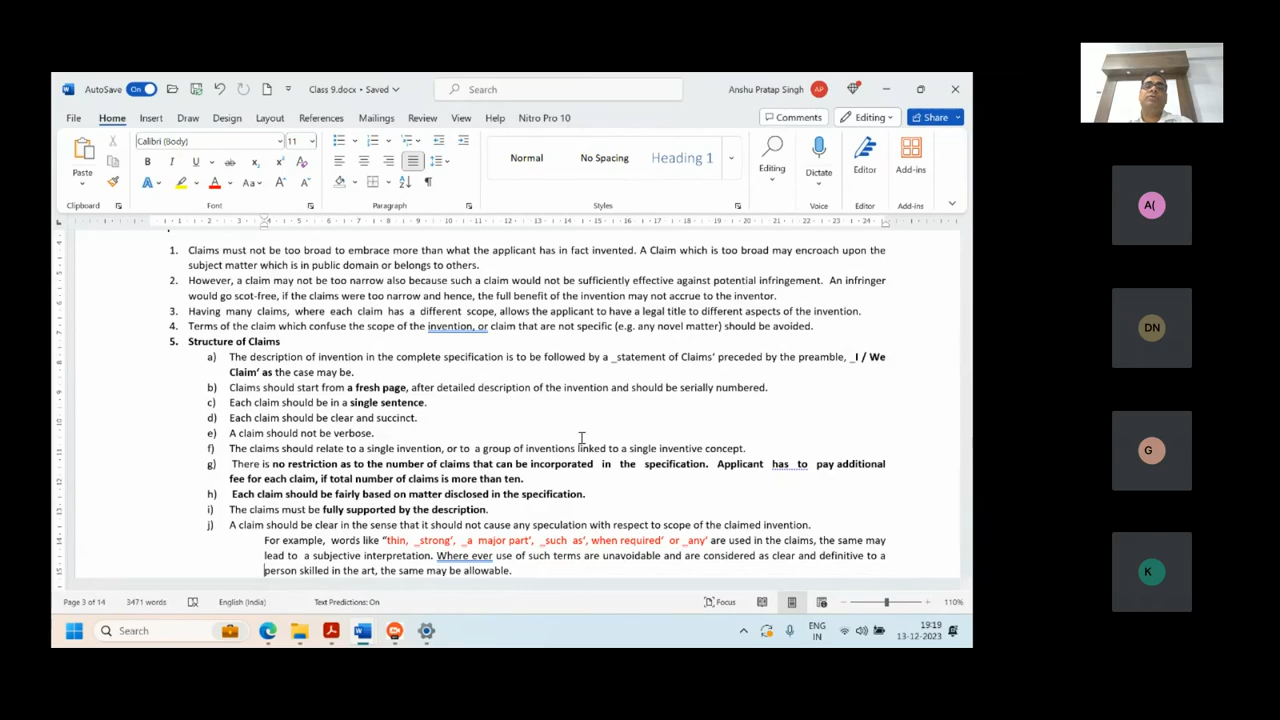 AutoSave On Class 9.docx • Saved Search Anshu Pratap Singh AP
File Home Insert Draw Design Layout References Mailings Review View Help Nitro Pro 10 Comments Editing Share
Calibri (Body) 11 Normal No Spacing Heading 1
Paste Editing Dictate Editor Add-ins
Clipboard Font Paragraph Styles Voice Editor Add-ins
1. Claims must not be too broad to embrace more than what the applicant has in fact invented. A Claim which is too broad may encroach upon the
subject matter which is in public domain or belongs to others.
2. However, a claim may not be too narrow also because such a claim would not be sufficiently effective against potential infringement. An infringer
would go scot-free, if the claims were too narrow and hence, the full benefit of the invention may not accrue to the inventor.
3. Having many claims, where each claim has a different scope, allows the applicant to have a legal title to different aspects of the invention.
4. Terms of the claim which confuse the scope of the invention, or claim that are not specific (e.g. any novel matter) should be avoided.
5. Structure of Claims
a) The description of invention in the complete specification is to be followed by a _statement of Claims’ preceded by the preamble, _I / We
Claim’ as the case may be.
b) Claims should start from a fresh page, after detailed description of the invention and should be serially numbered.
c) Each claim should be in a single sentence.
d) Each claim should be clear and succinct.
e) A claim should not be verbose.
f) The claims should relate to a single invention, or to a group of inventions linked to a single inventive concept.
g) There is no restriction as to the number of claims that can be incorporated in the specification. Applicant has to pay additional
fee for each claim, if total number of claims is more than ten.
h) Each claim should be fairly based on matter disclosed in the specification.
i) The claims must be fully supported by the description.
j) A claim should be clear in the sense that it should not cause any speculation with respect to scope of the claimed invention.
For example, words like “thin, _strong’, _a major part’, _such as’, when required’ or _any’ are used in the claims, the same may
lead to a subjective interpretation. Where ever use of such terms are unavoidable and are considered as clear and definitive to a
person skilled in the art, the same may be allowable.
Page 3 of 14 3471 words English (India) Text Predictions: On Focus 110%
Search ENG IN 19:19 13-12-2023
A(
DN
G
K